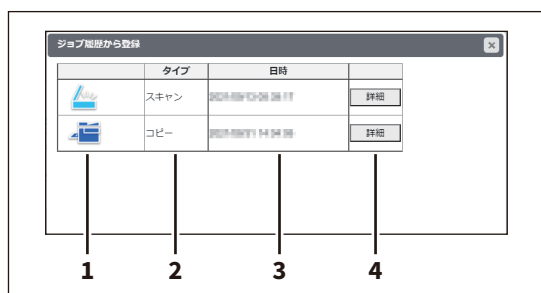 ジョブ履歴から登録
タイプ 日時
スキャン 詳細
コピー 詳細
1 2 3 4